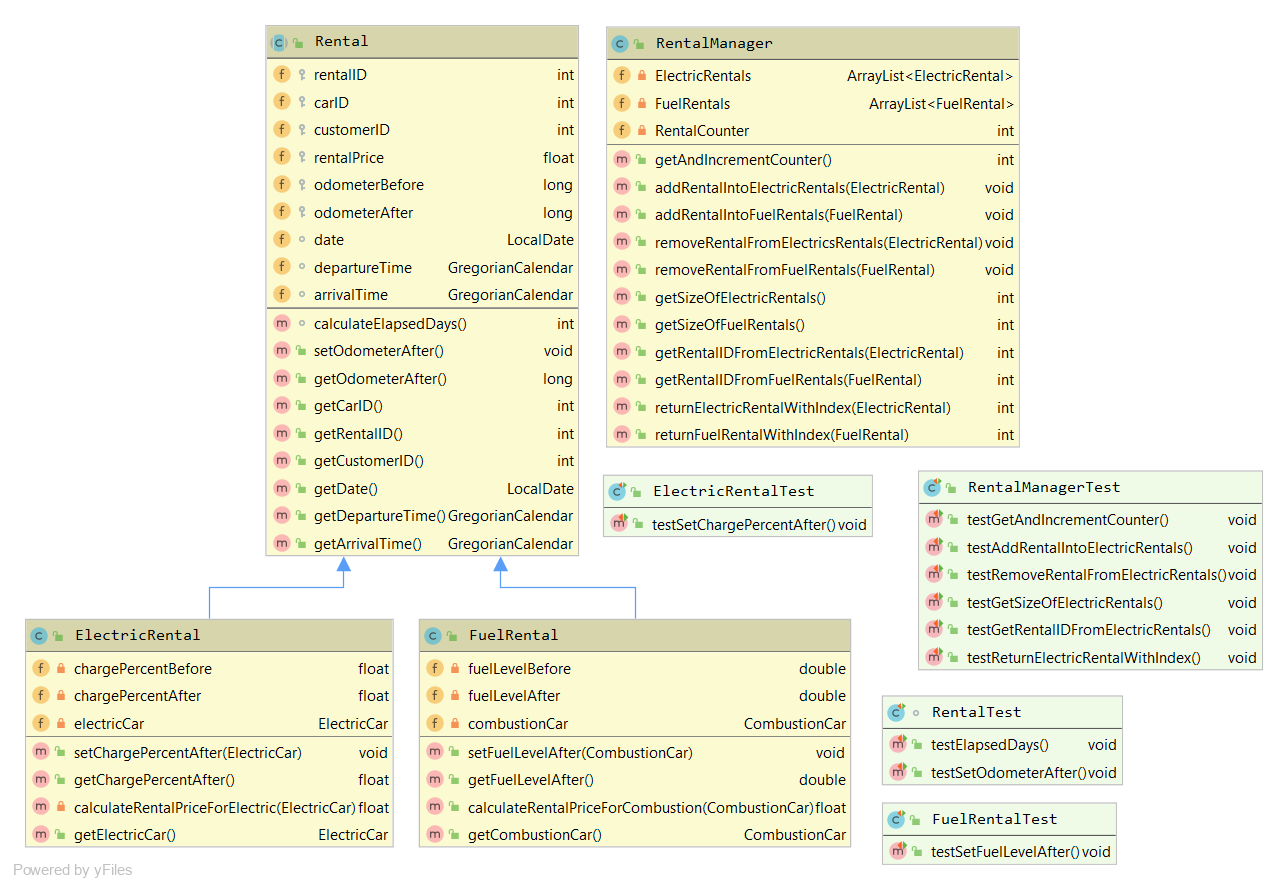 Rental
rentalID int
carID int
customerID int
rentalPrice float
odometerBefore long
odometerAfter long
date LocalDate
departureTime GregorianCalendar
arrivalTime GregorianCalendar
calculateElapsedDays() int
setOdometerAfter() void
getOdometerAfter() long
getCarID() int
getRentalID() int
getCustomerID() int
getDate() LocalDate
getDepartureTime() GregorianCalendar
getArrivalTime() GregorianCalendar
RentalManager
ElectricRentals ArrayList<ElectricRental>
FuelRentals ArrayList<FuelRental>
RentalCounter int
getAndIncrementCounter() int
addRentalIntoElectricRentals(ElectricRental) void
addRentalIntoFuelRentals(FuelRental) void
removeRentalFromElectricsRentals(ElectricRental) void
removeRentalFromFuelRentals(FuelRental) void
getSizeOfElectricRentals() int
getSizeOfFuelRentals() int
getRentalIDFromElectricRentals(ElectricRental) int
getRentalIDFromFuelRentals(FuelRental) int
returnElectricRentalWithIndex(ElectricRental) int
returnFuelRentalWithIndex(FuelRental) int
ElectricRentalTest
testSetChargePercentAfter() void
RentalManagerTest
testGetAndIncrementCounter() void
testAddRentalIntoElectricRentals() void
testRemoveRentalFromElectricRentals() void
testGetSizeOfElectricRentals() void
testGetRentalIDFromElectricRentals() void
testReturnElectricRentalWithIndex() void
ElectricRental
chargePercentBefore float
chargePercentAfter float
electricCar ElectricCar
setChargePercentAfter(ElectricCar) void
getChargePercentAfter() float
calculateRentalPriceForElectric(ElectricCar) float
getElectricCar() ElectricCar
FuelRental
fuelLevelBefore double
fuelLevelAfter double
combustionCar CombustionCar
setFuelLevelAfter(CombustionCar) void
getFuelLevelAfter() double
calculateRentalPriceForCombustion(CombustionCar) float
getCombustionCar() CombustionCar
RentalTest
testElapsedDays() void
testSetOdometerAfter() void
FuelRentalTest
testSetFuelLevelAfter() void
Powered by yFiles